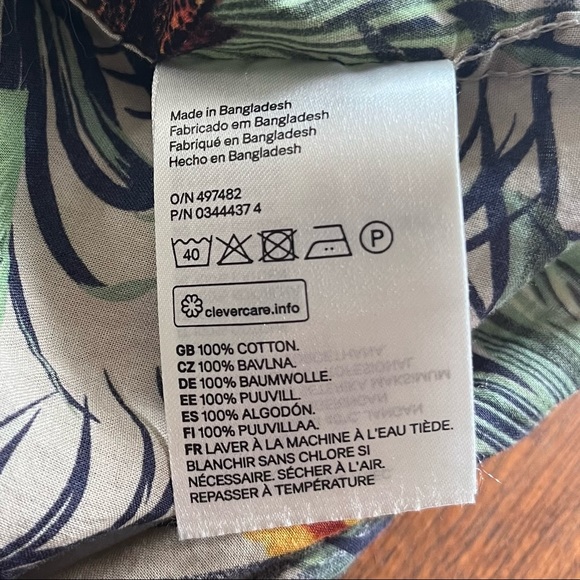 Made in Bangladesh
Fabricado em Bangladesh
Fabriqué en Bangladesh
Hecho en Bangladesh
O/N 497482
P/N 0344437 4
40
P
clevercare.info
GB 100% COTTON.
CZ 100% BAVLNA.
DE 100% BAUMWOLLE.
EE 100% PUUVILL.
ES 100% ALGODÓN.
FI 100% PUUVILLAA.
FR LAVER À LA MACHINE À L'EAU TIÈDE.
BLANCHIR SANS CHLORE SI
NÉCESSAIRE. SÉCHER À L'AIR.
REPASSER À TEMPÉRATURE